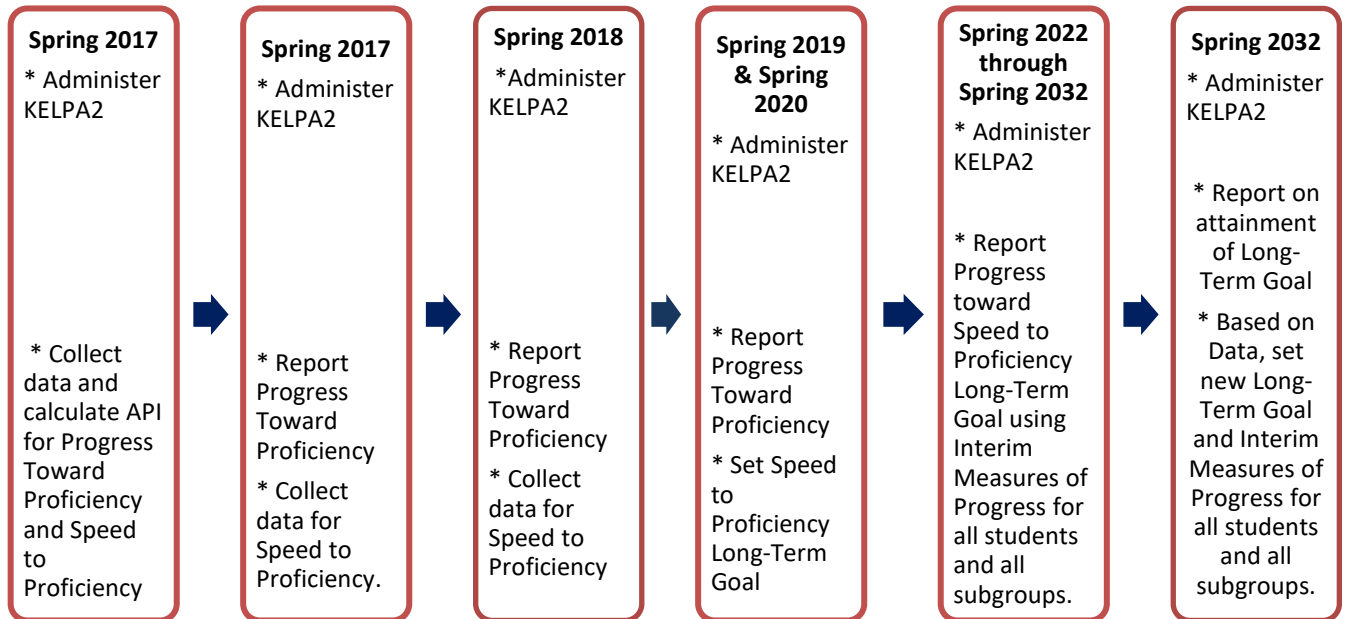 Spring 2017
* Administer
KELPA2
* Collect
data and
calculate API
for Progress
Toward
Proficiency
and Speed
to
Proficiency
Spring 2017
* Administer
KELPA2
* Report
Progress
Toward
Proficiency
* Collect
data for
Speed to
Proficiency.
Spring 2018
*Administer
KELPA2
* Report
Progress
Toward
Proficiency
* Collect
data for
Speed to
Proficiency
Spring 2019
& Spring
2020
* Administer
KELPA2
* Report
Progress
Toward
Proficiency
* Set Speed
to
Proficiency
Long-Term
Goal
Spring 2022
through
Spring 2032
* Administer
KELPA2
* Report
Progress
toward
Speed to
Proficiency
Long-Term
Goal using
Interim
Measures of
Progress for
all students
and all
subgroups.
Spring 2032
* Administer
KELPA2
* Report on
attainment
of Long-
Term Goal
* Based on
Data, set
new Long-
Term Goal
and Interim
Measures of
Progress for
all students
and all
subgroups.